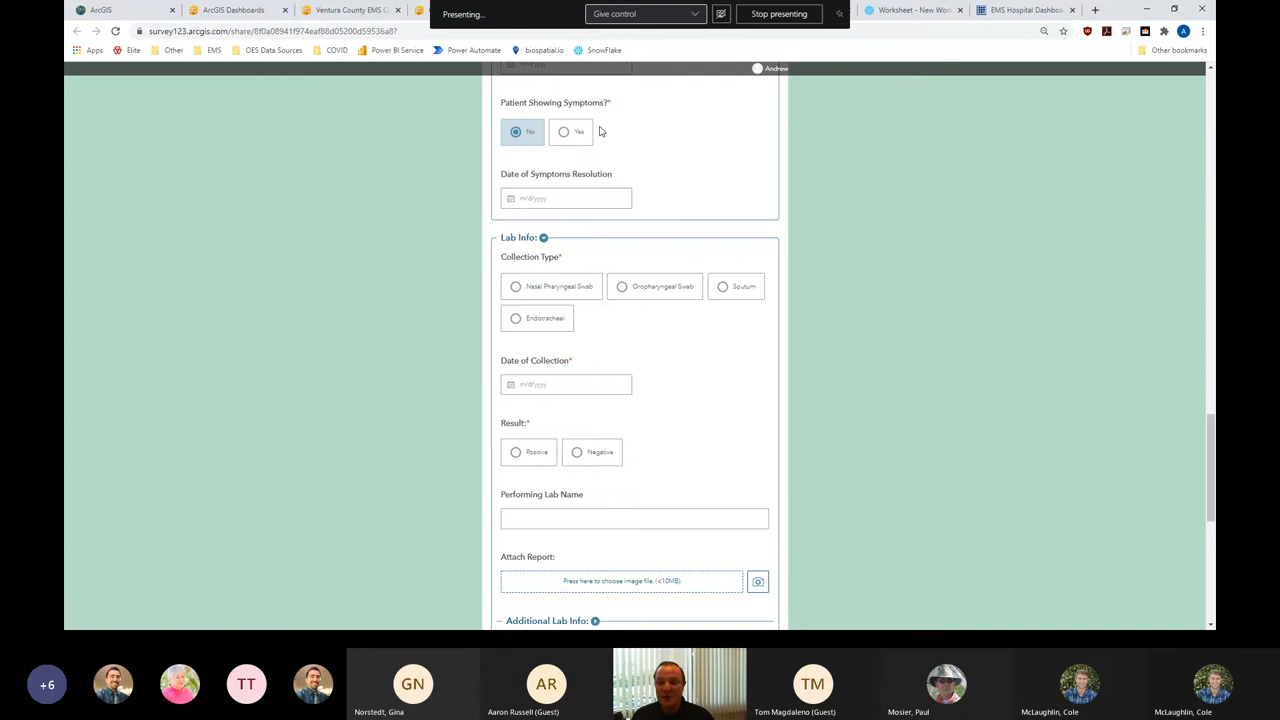 ArcGIS
ArcGIS Dashboards
Ventura County EMS CO
Presenting...
Give control
Stop presenting
Worksheet - New Wor
EMS Hospital Dashbo
survey123.arcgis.com/share/8f0a08941f974eaf88d05200d59536a8?
Apps
Elite
Other
EMS
OES Data Sources
COVID
Power BI Service
Power Automate
biospatial.io
SnowFlake
Other bookmarks
m/d/yyyy
Andrew
Patient Showing Symptoms?*
No
Yes
Date of Symptoms Resolution
m/d/yyyy
Lab Info:
Collection Type*
Nasal Pharyngeal Swab
Oropharyngeal Swab
Sputum
Endotracheal
Date of Collection*
m/d/yyyy
Result:*
Positive
Negative
Performing Lab Name
Attach Report:
Press here to choose image file. (<10MB)
Additional Lab Info:
+6
TT
GN
Norstedt, Gina
AR
Aaron Russell (Guest)
TM
Tom Magdaleno (Guest)
Mosier, Paul
McLaughlin, Cole
McLaughlin, Cole